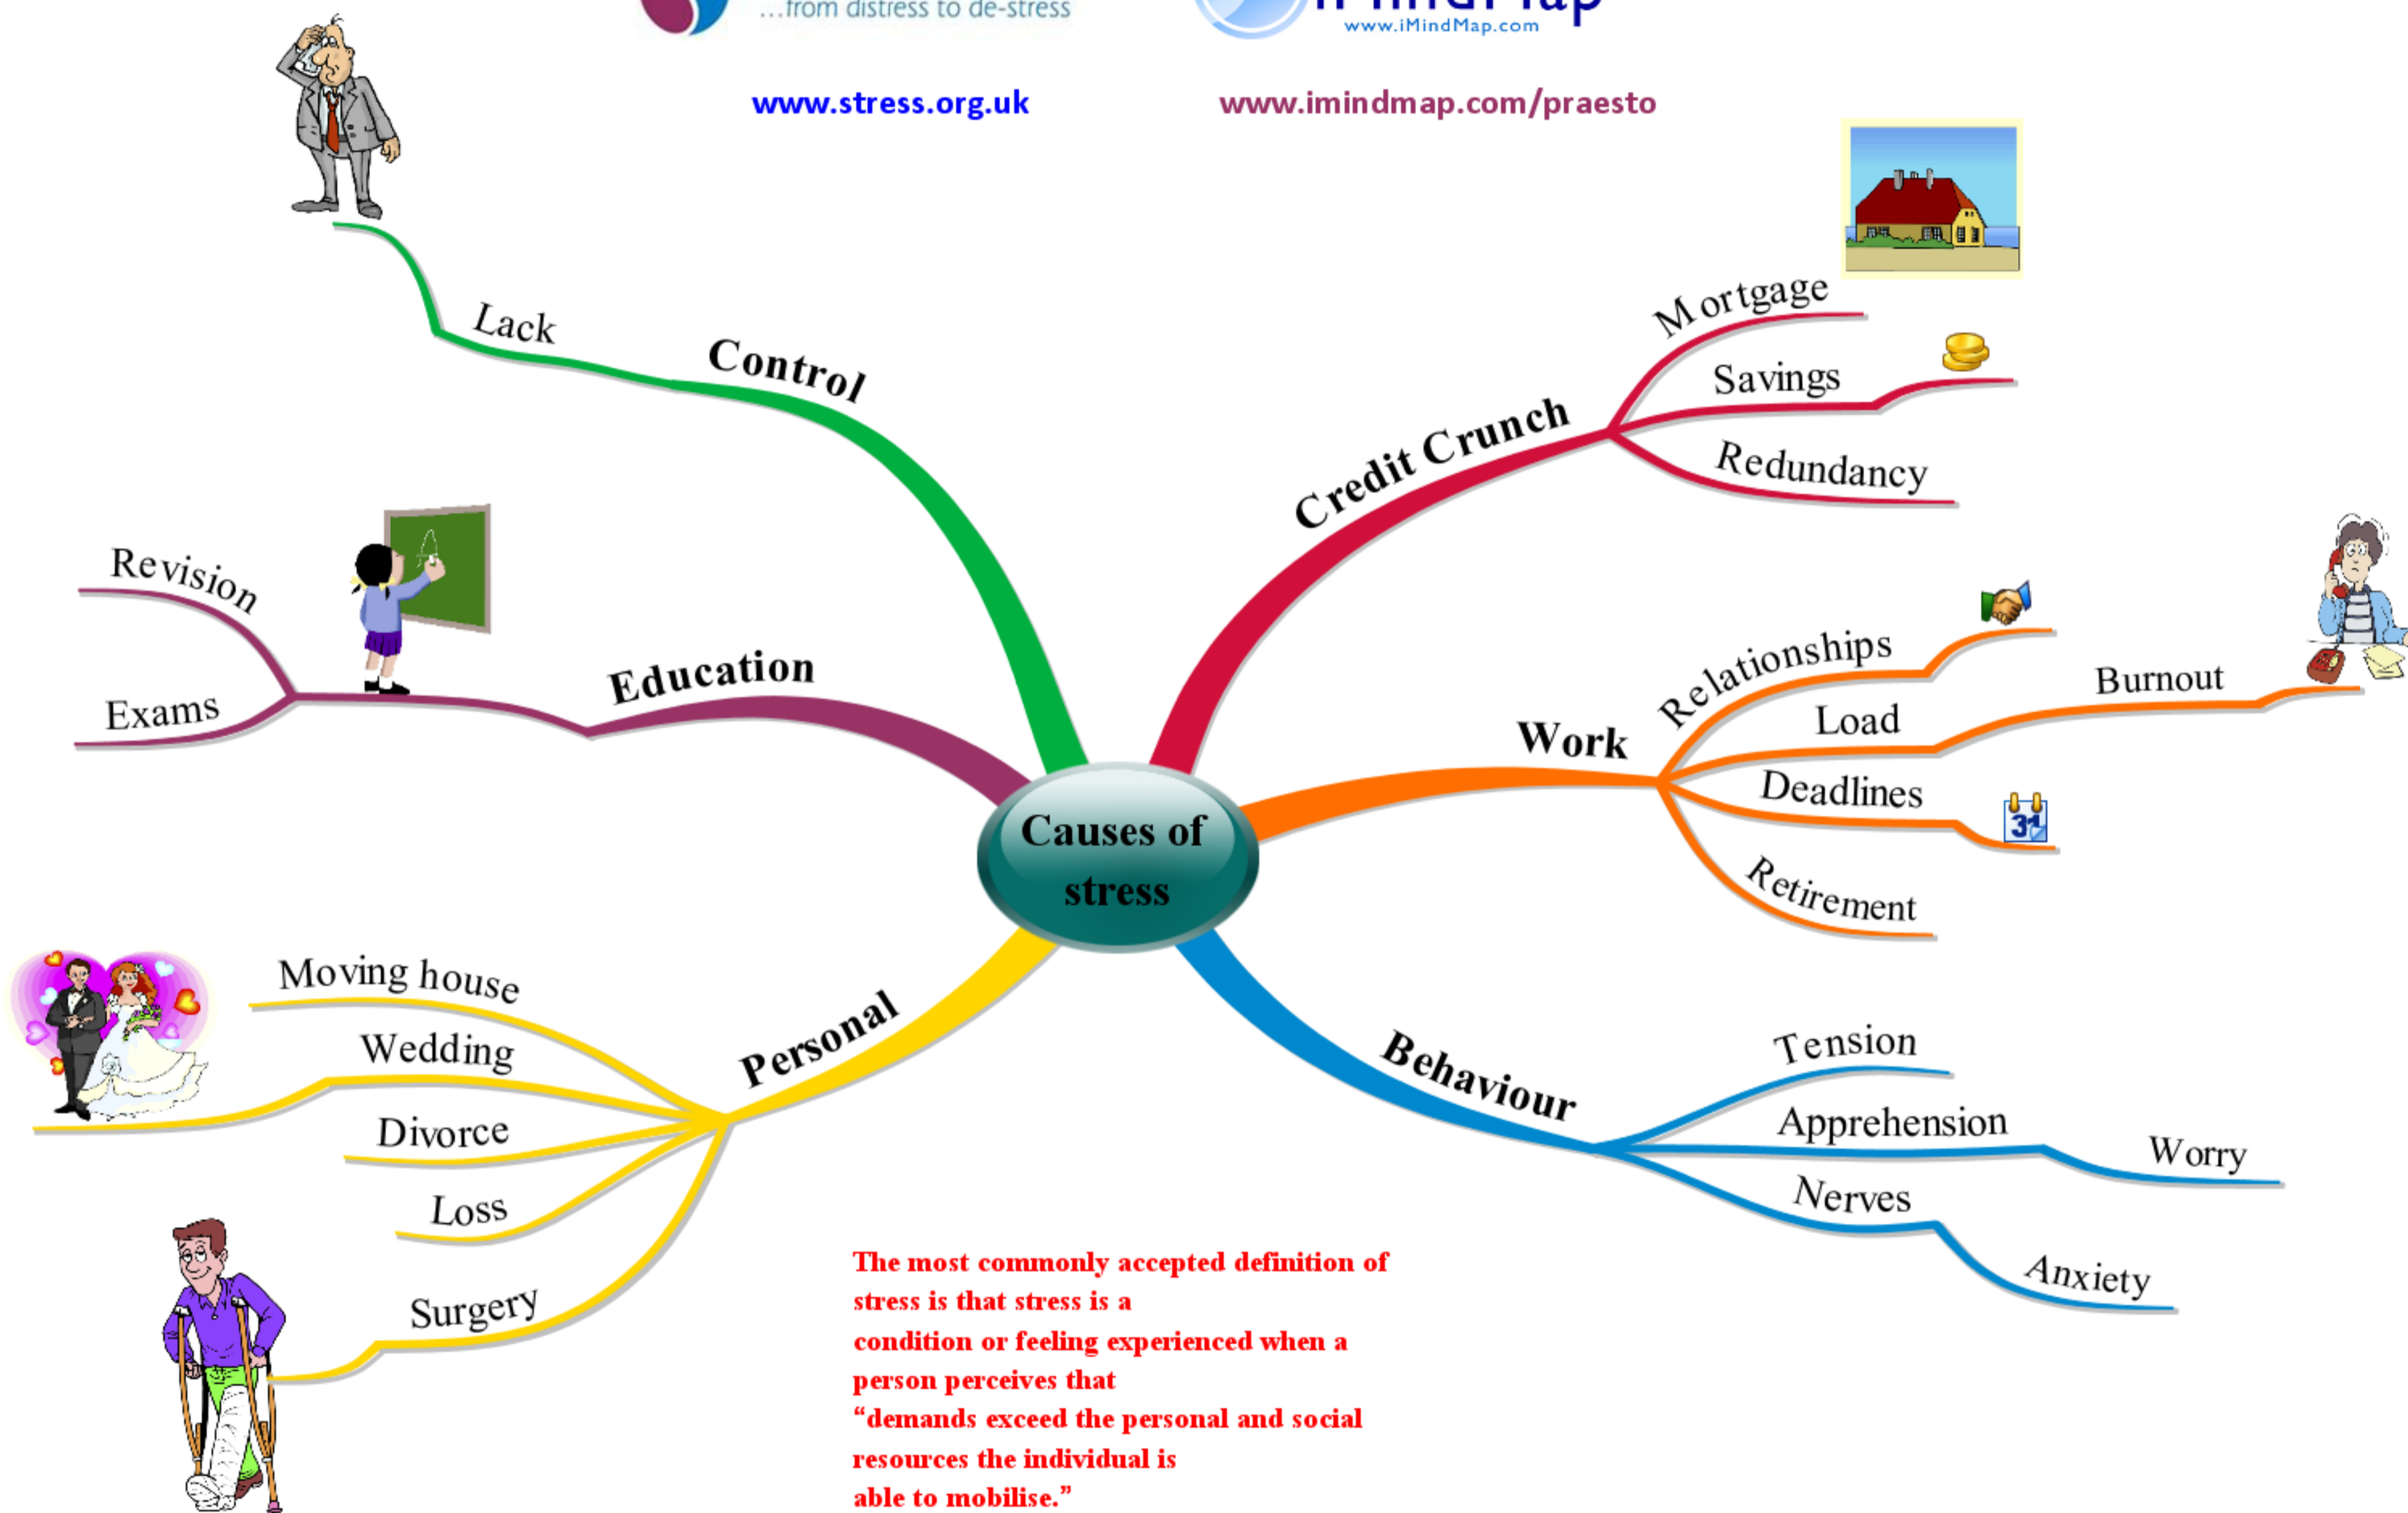 ...from distress to de-stress
iMindMap
www.iMindMap.com
www.stress.org.uk
www.imindmap.com/praesto
Lack
Control
Credit Crunch
Mortgage
Savings
Redundancy
Revision
Exams
Education
Work
Relationships
Load
Burnout
Deadlines
31
Retirement
Causes of
stress
Moving house
Wedding
Divorce
Loss
Surgery
Personal
Behaviour
Tension
Apprehension
Worry
Nerves
Anxiety
The most commonly accepted definition of
stress is that stress is a
condition or feeling experienced when a
person perceives that
“demands exceed the personal and social
resources the individual is
able to mobilise.”